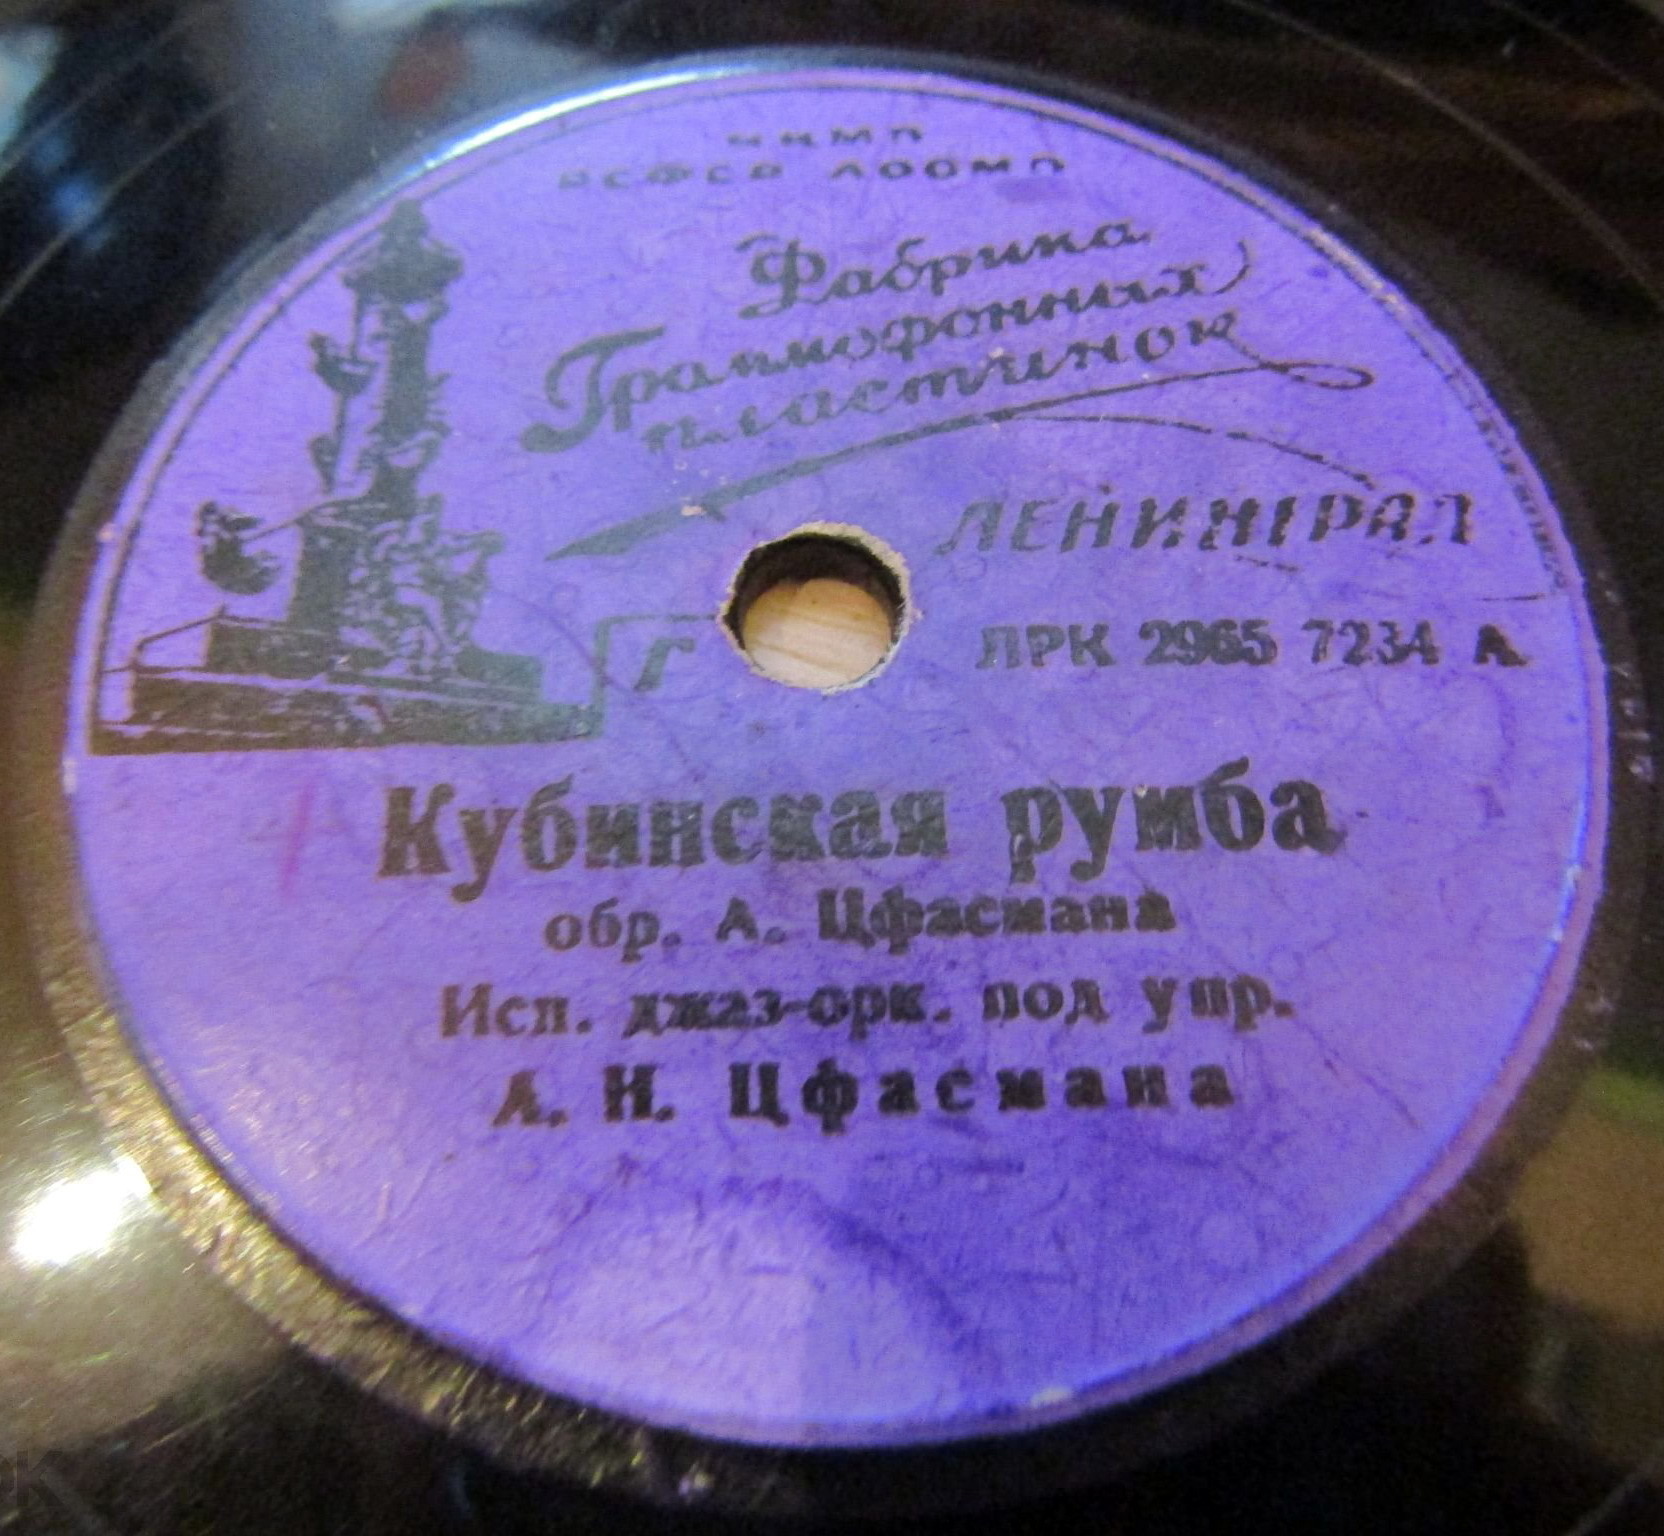 НКМП
РСФСР ЛООМП
Фабрика
Граммофонных
пластинок
ЛЕНИНГРАД
Г
ЛРК 2965 7234 А
Кубинская румба
обр. А. Цфасмана
Исп. джаз-орк. под упр.
А. Н. Цфасмана